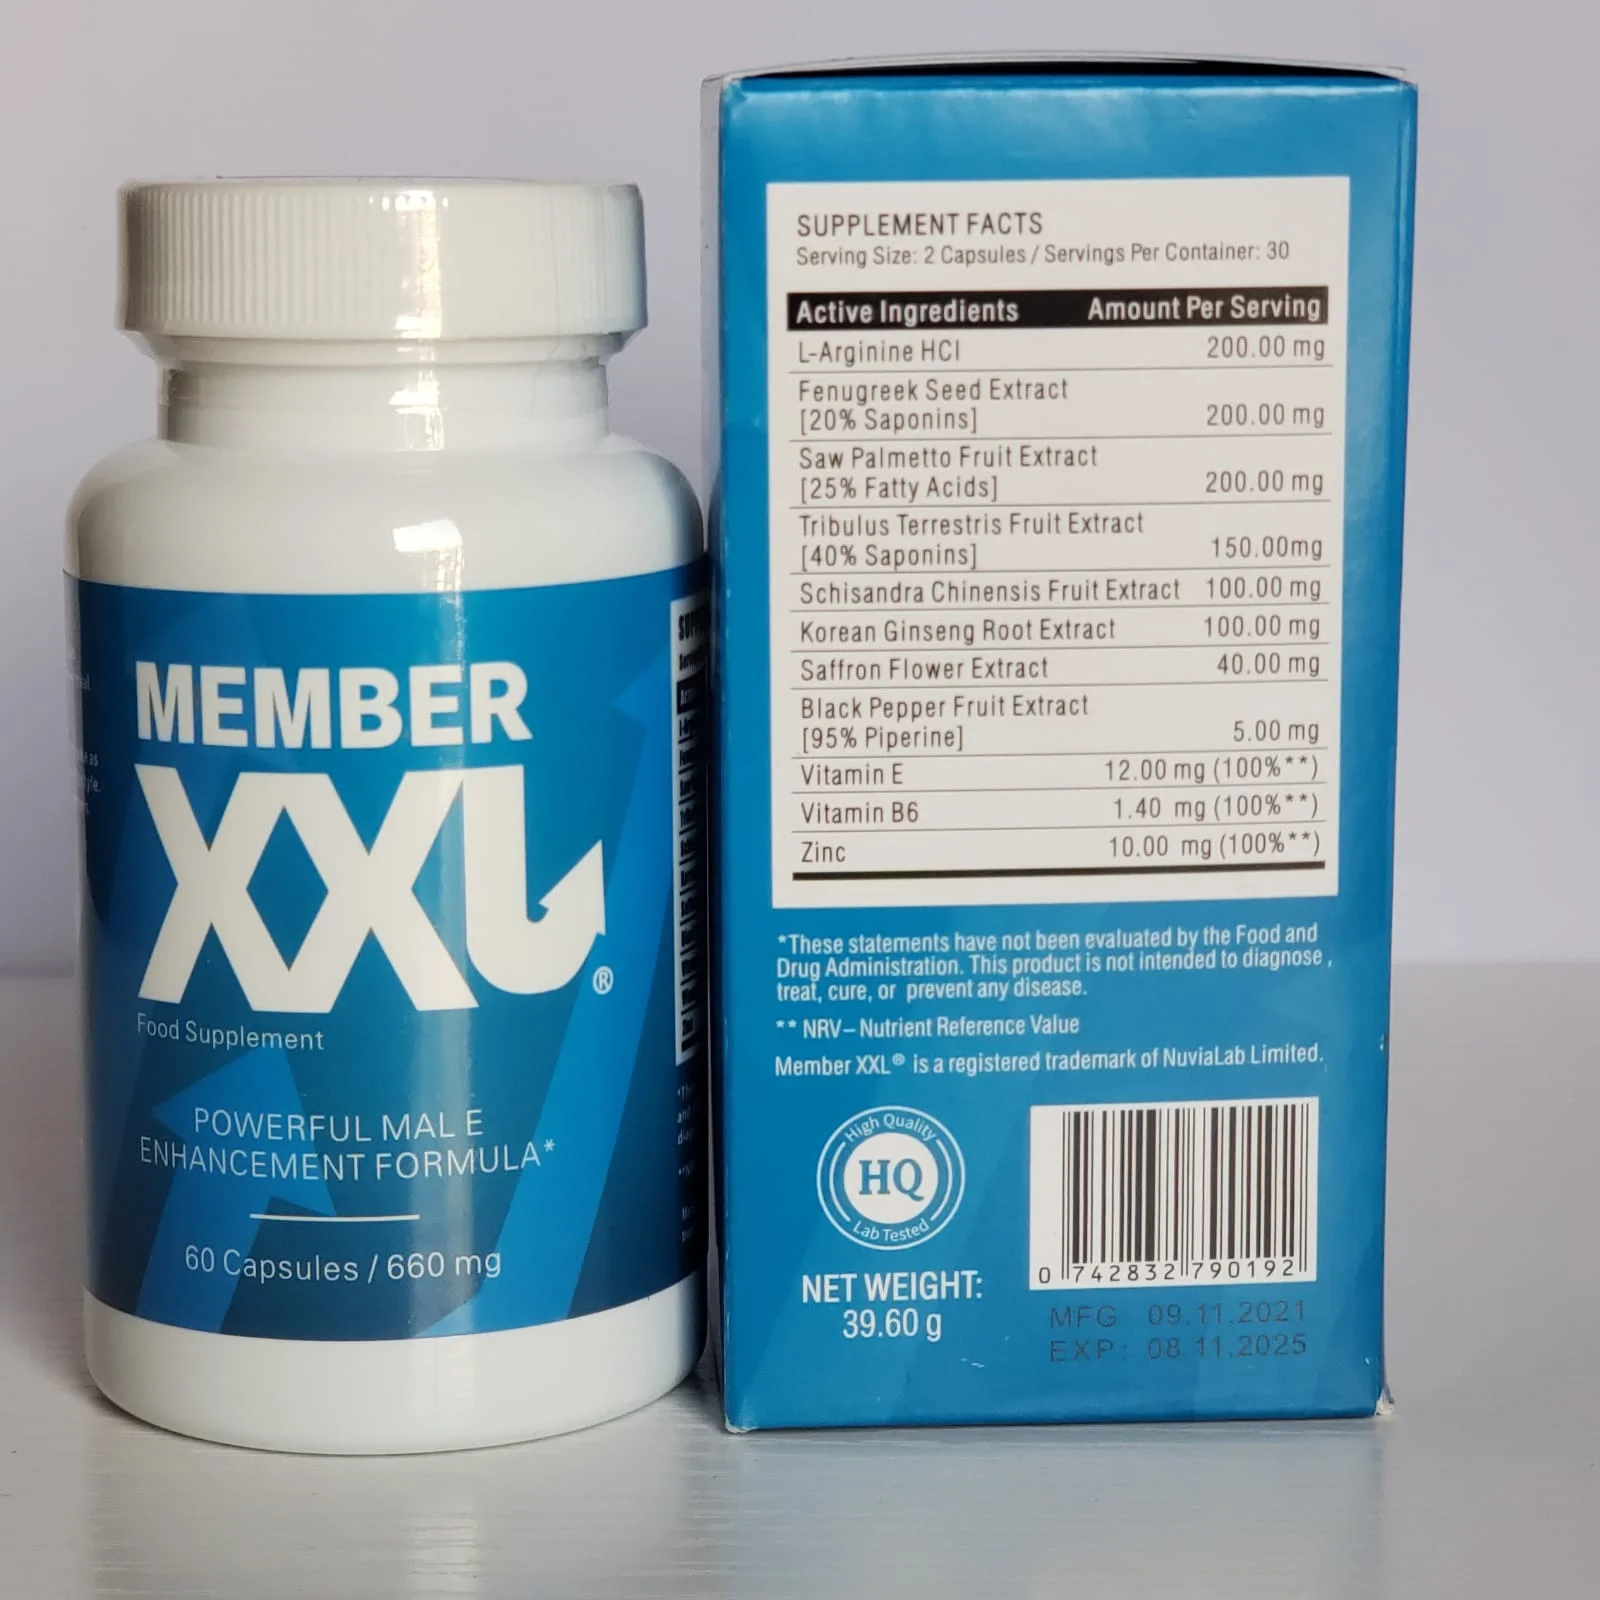 MEMBER
XXL®
Food Supplement
POWERFUL MAL E
ENHANCEMENT FORMULA*
60 Capsules / 660 mg
SUPPLEMENT FACTS
Serving Size: 2 Capsules / Servings Per Container: 30
Active Ingredients Amount Per Serving
L-Arginine HCl 200.00 mg
Fenugreek Seed Extract
[20% Saponins] 200.00 mg
Saw Palmetto Fruit Extract
[25% Fatty Acids] 200.00 mg
Tribulus Terrestris Fruit Extract
[40% Saponins] 150.00mg
Schisandra Chinensis Fruit Extract 100.00 mg
Korean Ginseng Root Extract 100.00 mg
Saffron Flower Extract 40.00 mg
Black Pepper Fruit Extract
[95% Piperine] 5.00 mg
Vitamin E 12.00 mg (100%**)
Vitamin B6 1.40 mg (100%**)
Zinc 10.00 mg (100%**)
*These statements have not been evaluated by the Food and
Drug Administration. This product is not intended to diagnose ,
treat, cure, or prevent any disease.
** NRV– Nutrient Reference Value
Member XXL® is a registered trademark of NuviaLab Limited.
High Quality
HQ
Lab Tested
NET WEIGHT:
39.60 g
0 742832 790192
MFG 09.11.2021
EXP: 08.11.2025